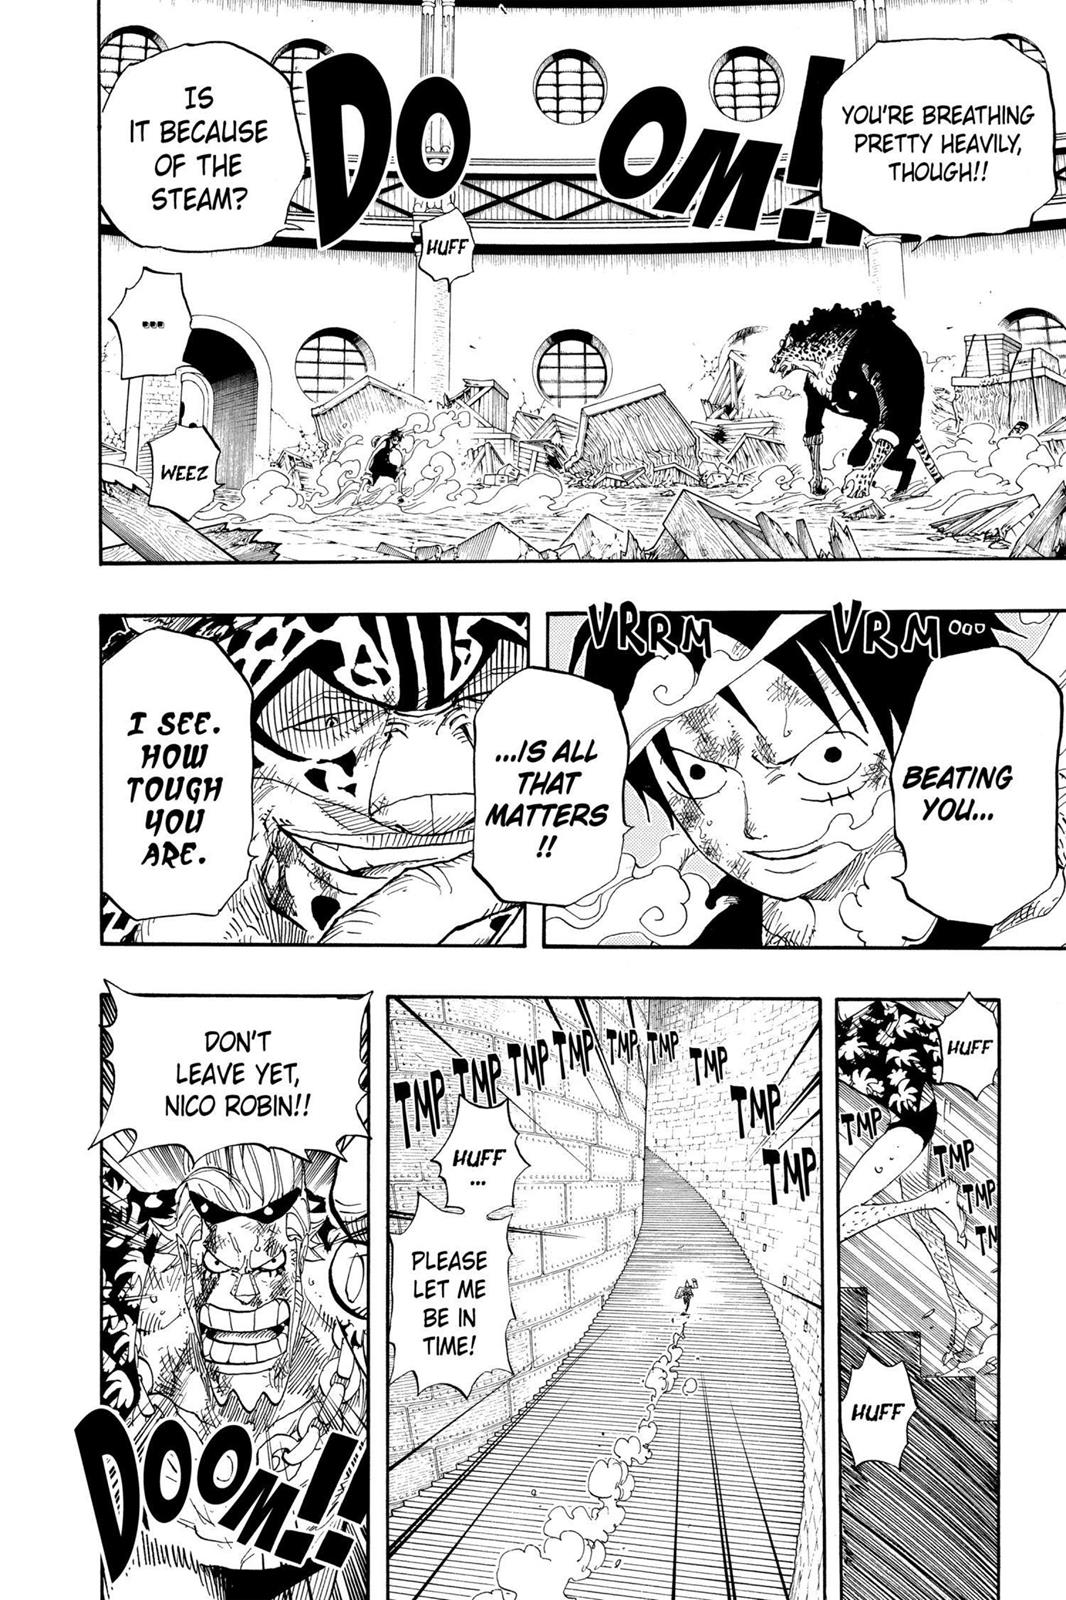 YOU'RE BREATHING
PRETTY HEAVILY,
THOUGH!!
DOOM!!
IS
IT BECAUSE
OF THE
STEAM?
HUFF
...
WEEZ
VRM...
VRRM
BEATING
YOU...
...IS ALL
THAT
MATTERS
!!
I SEE.
HOW
TOUGH
YOU
ARE.
HUFF
TMP
TMP
TMP
TM
HUFF
TMP
TMP
TMP
TMP
TMP
TMP
TMP
TMP
TMP
HUFF
...
PLEASE
LET ME
BE IN
TIME!
DON'T
LEAVE YET,
NICO ROBIN!!
DOOM!!